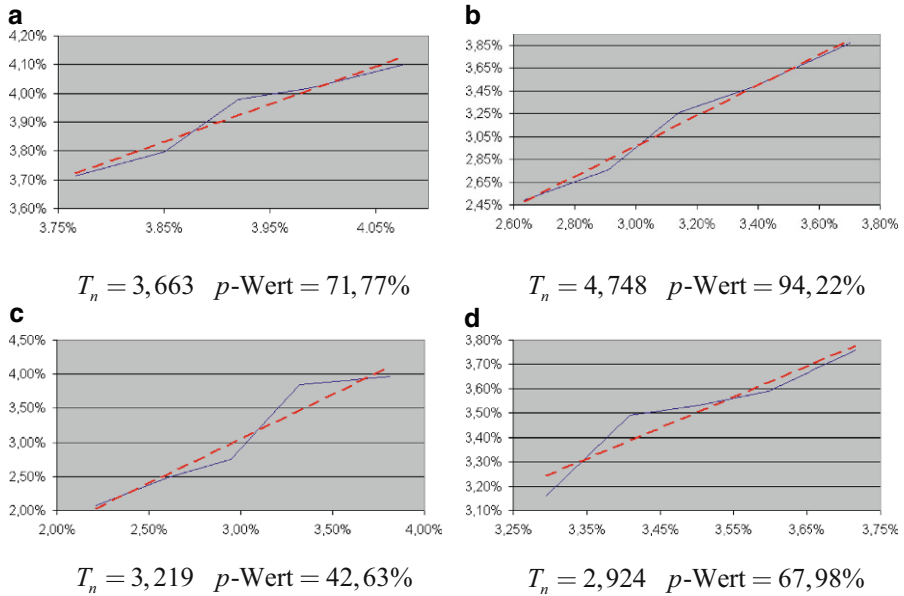 a
4,20%
4,10%
4,00%
3,90%
3,80%
3,70%
3,60%
3.75% 3,85% 3,95% 4,05%
T_n = 3,663 p-Wert = 71,77%
b
3,85%
3,65%
3,45%
3,25%
3,05%
2,85%
2,65%
2,45%
2,60% 2,80% 3,00% 3,20% 3,40% 3,60% 3,80%
T_n = 4,748 p-Wert = 94,22%
c
4,50%
4,00%
3,50%
3,00%
2,50%
2,00%
2,00% 2,50% 3,00% 3,50% 4,00%
T_n = 3,219 p-Wert = 42,63%
d
3,80%
3,70%
3,60%
3,50%
3,40%
3,30%
3,20%
3,10%
3,25% 3,35% 3,45% 3,55% 3,65% 3,75%
T_n = 2,924 p-Wert = 67,98%